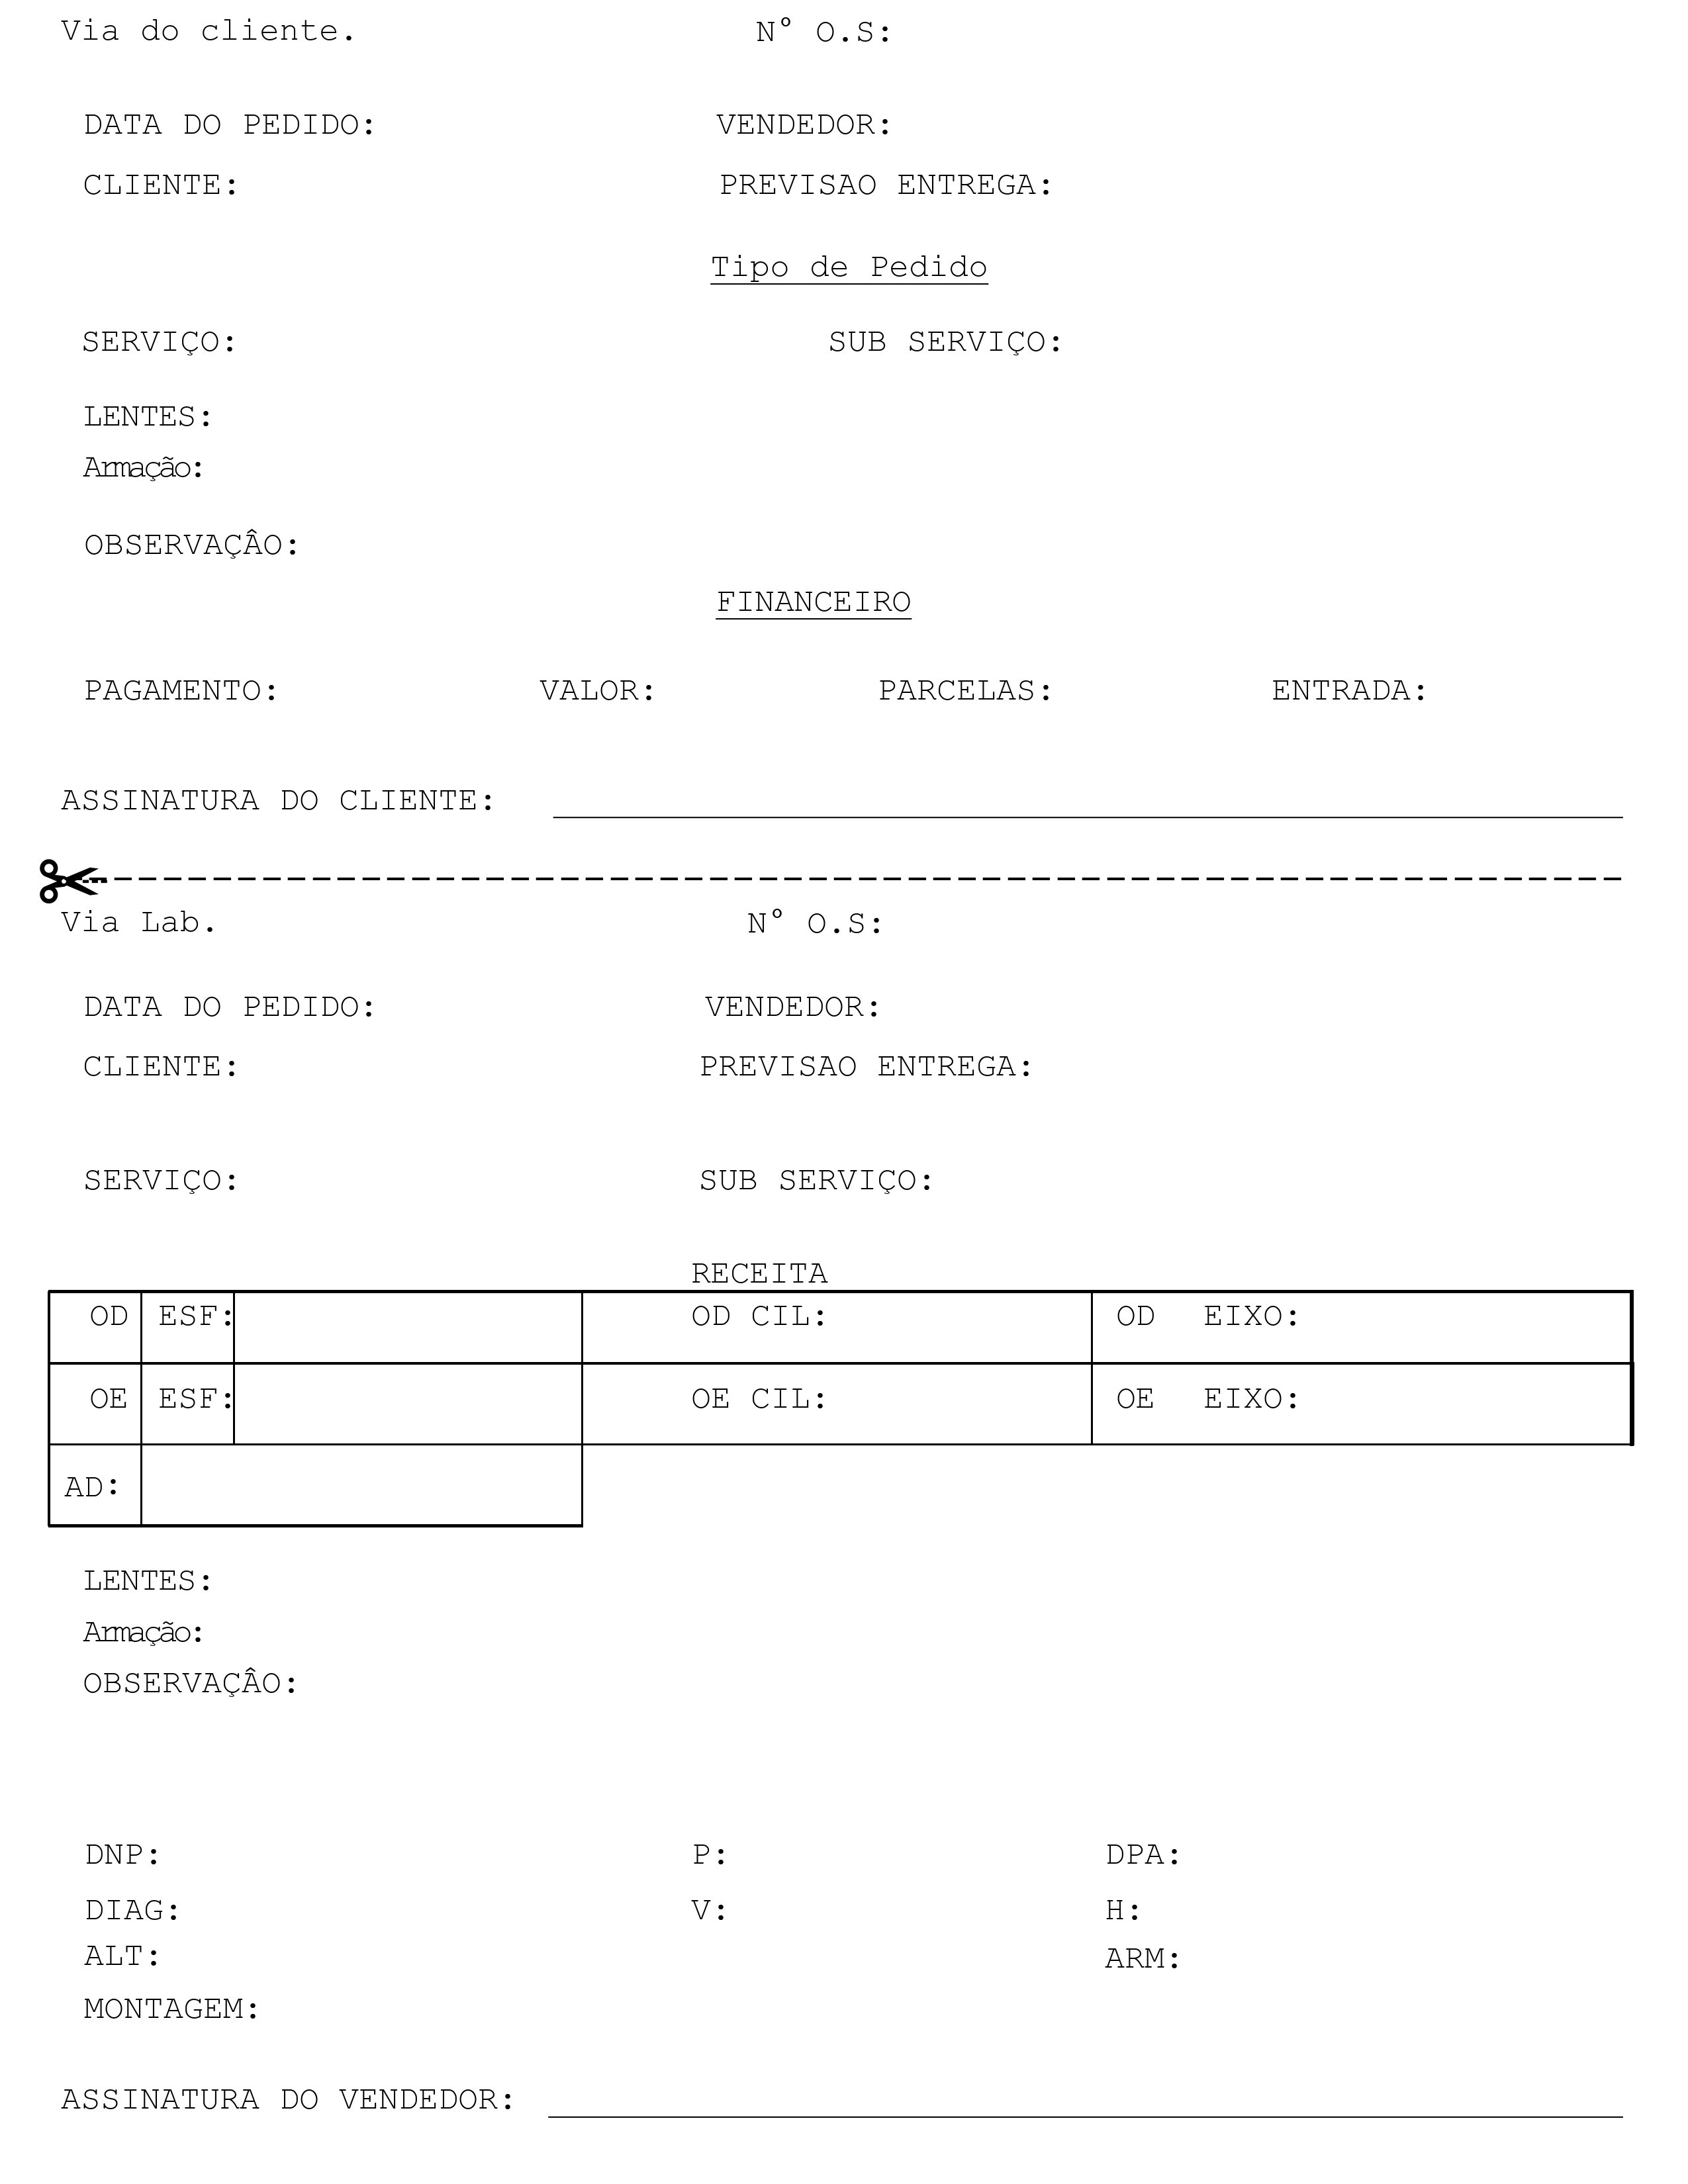 Via do cliente. N° O.S:
DATA DO PEDIDO: VENDEDOR:
CLIENTE: PREVISAO ENTREGA:
Tipo de Pedido
SERVIÇO: SUB SERVIÇO:
LENTES:
Armação:
OBSERVAÇÂO:
FINANCEIRO
PAGAMENTO: VALOR: PARCELAS: ENTRADA:
ASSINATURA DO CLIENTE:
Via Lab. N° O.S:
DATA DO PEDIDO: VENDEDOR:
CLIENTE: PREVISAO ENTREGA:
SERVIÇO: SUB SERVIÇO:
RECEITA
OD ESF: OD CIL: OD EIXO:
OE ESF: OE CIL: OE EIXO:
AD:
LENTES:
Armação:
OBSERVAÇÂO:
DNP: P: DPA:
DIAG: V: H:
ALT: ARM:
MONTAGEM:
ASSINATURA DO VENDEDOR: